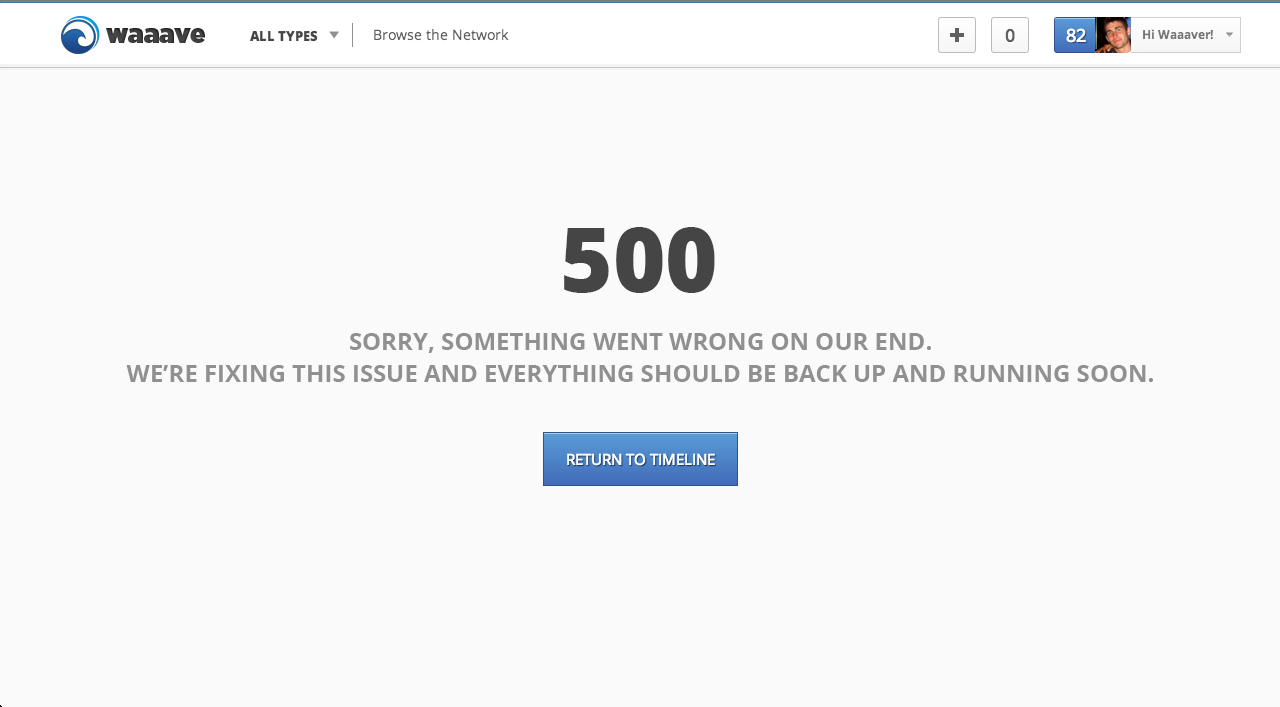 waaave
ALL TYPES
Browse the Network
0
82
Hi Waaaver!
500
SORRY, SOMETHING WENT WRONG ON OUR END.
WE’RE FIXING THIS ISSUE AND EVERYTHING SHOULD BE BACK UP AND RUNNING SOON.
RETURN TO TIMELINE